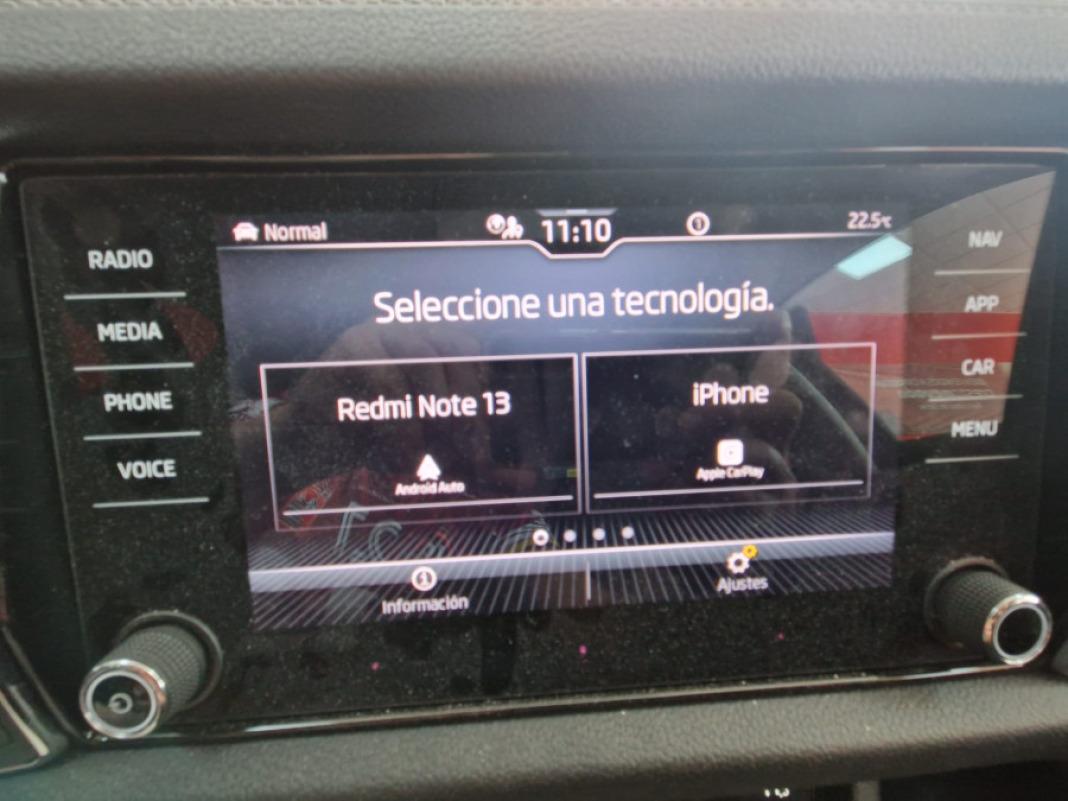 Normal
11:10
22.5°C
RADIO
MEDIA
PHONE
VOICE
Seleccione una tecnología.
Redmi Note 13
Android Auto
iPhone
Apple CarPlay
Información
Ajustes
NAV
APP
CAR
MENU